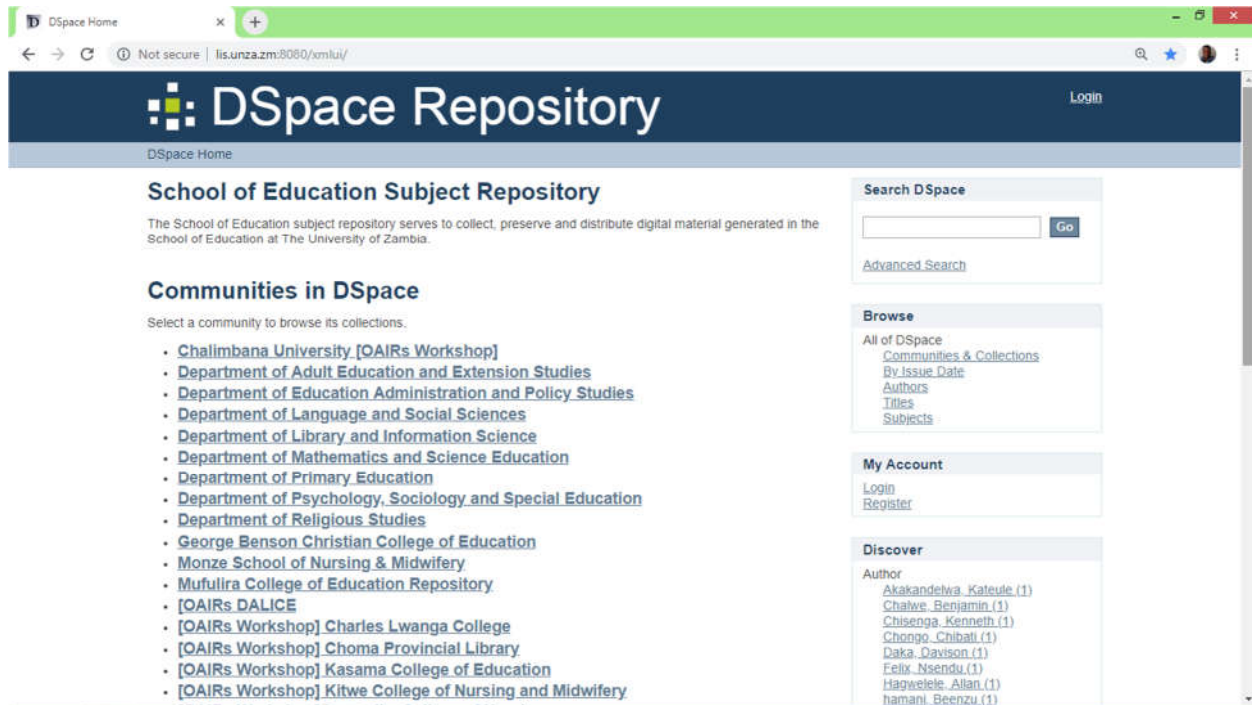 DSpace Home
Not secure | lis.unza.zm:8080/xmlui/
DSpace Repository
Login
DSpace Home
School of Education Subject Repository
The School of Education subject repository serves to collect, preserve and distribute digital material generated in the
School of Education at The University of Zambia.
Communities in DSpace
Select a community to browse its collections.
Chalimbana University [OAIRs Workshop]
Department of Adult Education and Extension Studies
Department of Education Administration and Policy Studies
Department of Language and Social Sciences
Department of Library and Information Science
Department of Mathematics and Science Education
Department of Primary Education
Department of Psychology, Sociology and Special Education
Department of Religious Studies
George Benson Christian College of Education
Monze School of Nursing & Midwifery
Mufulira College of Education Repository
[OAIRs DALICE
[OAIRs Workshop] Charles Lwanga College
[OAIRs Workshop] Choma Provincial Library
[OAIRs Workshop] Kasama College of Education
[OAIRs Workshop] Kitwe College of Nursing and Midwifery
Search DSpace
Go
Advanced Search
Browse
All of DSpace
Communities & Collections
By Issue Date
Authors
Titles
Subjects
My Account
Login
Register
Discover
Author
Akakandelwa, Kateule (1)
Chalwe, Benjamin (1)
Chisenga, Kenneth (1)
Chongo, Chibati (1)
Daka, Davison (1)
Felix, Nsendu (1)
Hagwelele, Allan (1)
hamani, Beenzu (1)